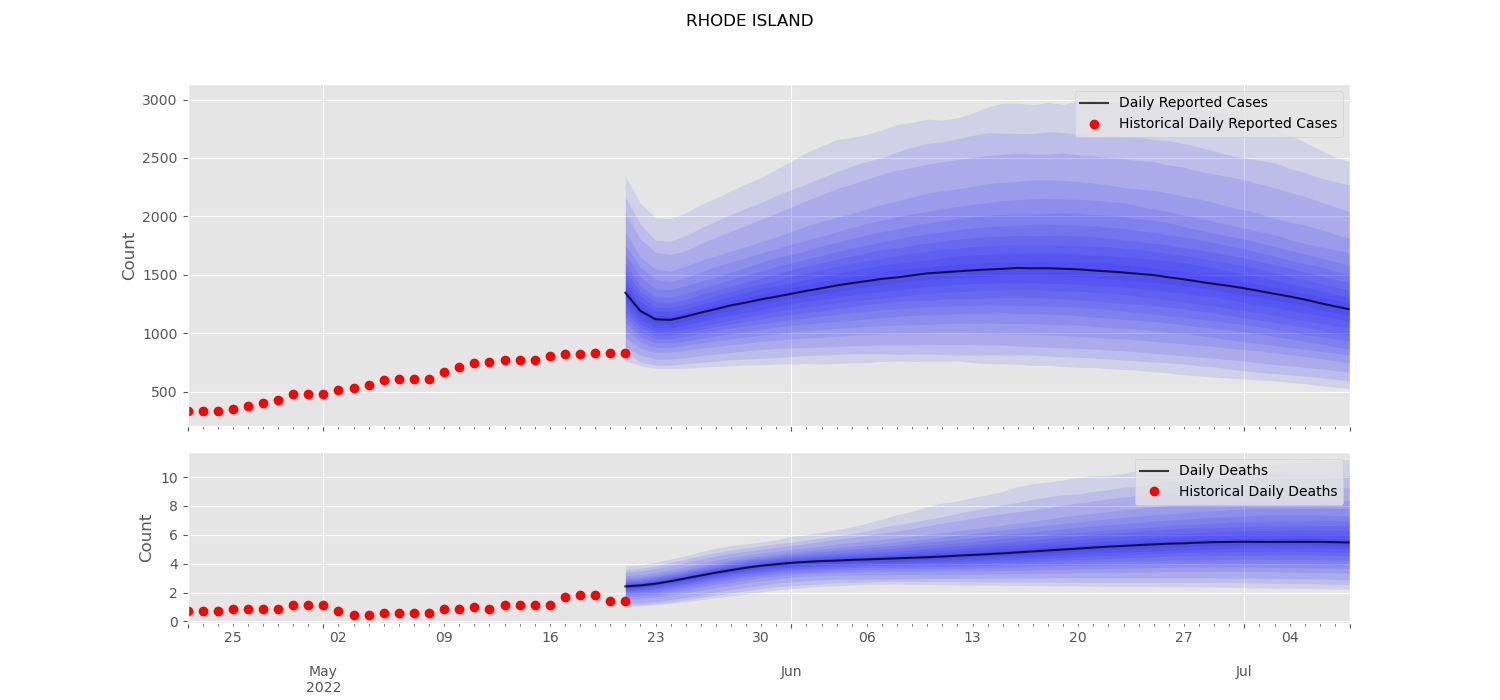 RHODE ISLAND
3000
2500
2000
1500
1000
500
Count
Daily Reported Cases
Historical Daily Reported Cases
10
8
6
4
2
0
Count
Daily Deaths
Historical Daily Deaths
25 02 09 16 23 30 06 13 20 27 04
May Jun Jul
2022